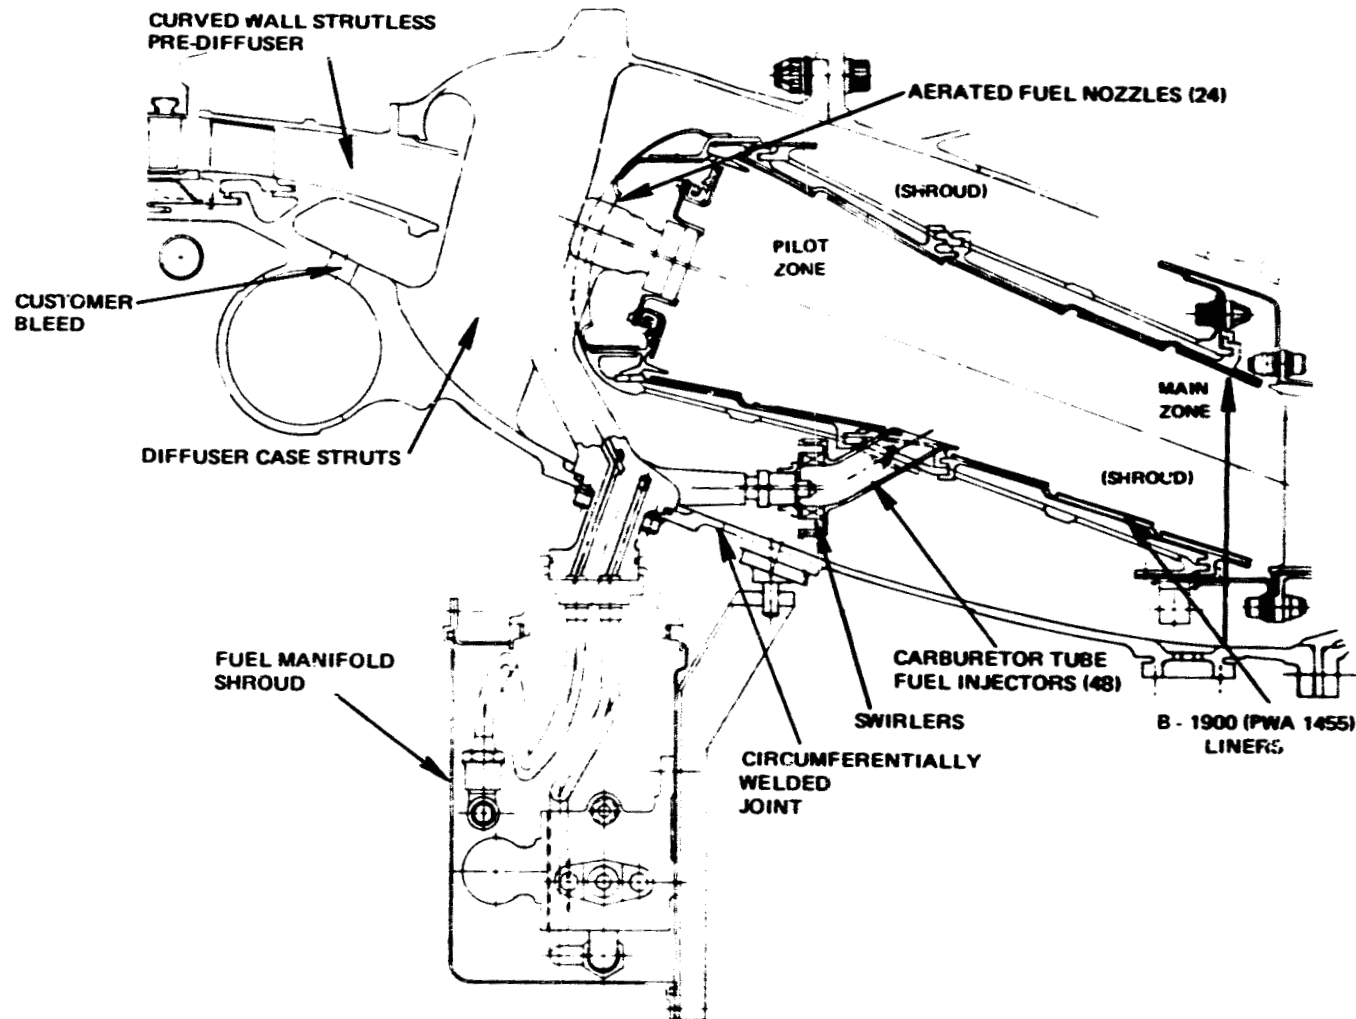 CURVED WALL STRUTLESS
PRE-DIFFUSER
AERATED FUEL NOZZLES (24)
(SHROUD)
PILOT
ZONE
CUSTOMER
BLEED
MAIN
ZONE
DIFFUSER CASE STRUTS
(SHROUD)
FUEL MANIFOLD
SHROUD
CARBURETOR TUBE
FUEL INJECTORS (48)
SWIRLERS
B - 1900 (PWA 1455)
LINERS
CIRCUMFERENTIALLY
WELDED
JOINT